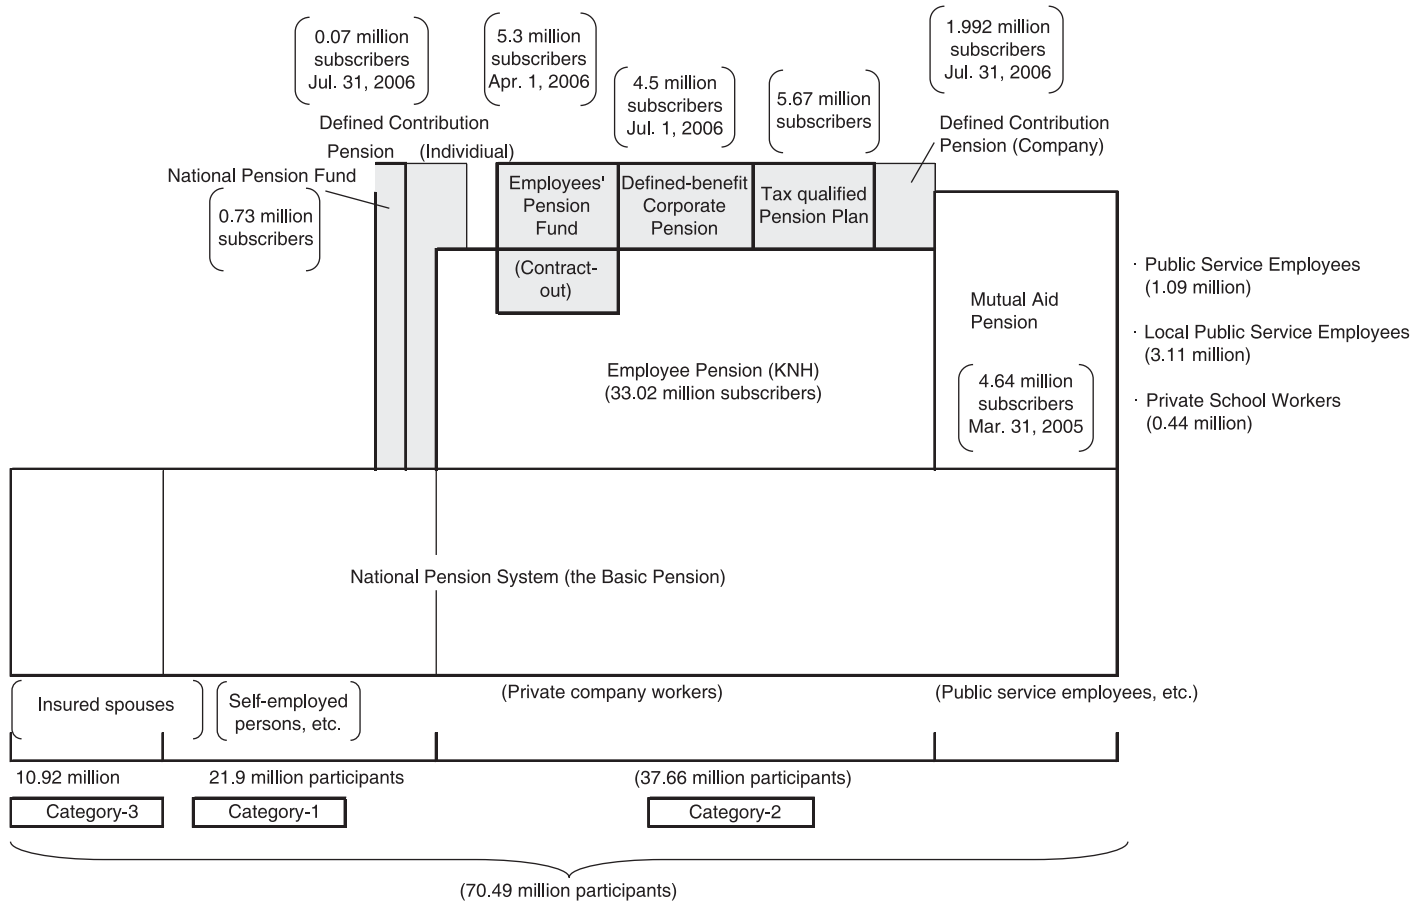 0.07 million
subscribers
Jul. 31, 2006
5.3 million
subscribers
Apr. 1, 2006
4.5 million
subscribers
Jul. 1, 2006
5.67 million
subscribers
1.992 million
subscribers
Jul. 31, 2006
Defined Contribution
Pension (Individiual)
Defined Contribution
Pension (Company)
National Pension Fund
0.73 million
subscribers
Employees'
Pension
Fund
(Contract-
out)
Defined-benefit
Corporate
Pension
Tax qualified
Pension Plan
Mutual Aid
Pension
4.64 million
subscribers
Mar. 31, 2005
· Public Service Employees
(1.09 million)
· Local Public Service Employees
(3.11 million)
· Private School Workers
(0.44 million)
Employee Pension (KNH)
(33.02 million subscribers)
National Pension System (the Basic Pension)
Insured spouses
Self-employed
persons, etc.
(Private company workers)
(Public service employees, etc.)
10.92 million
21.9 million participants
(37.66 million participants)
Category-3
Category-1
Category-2
(70.49 million participants)